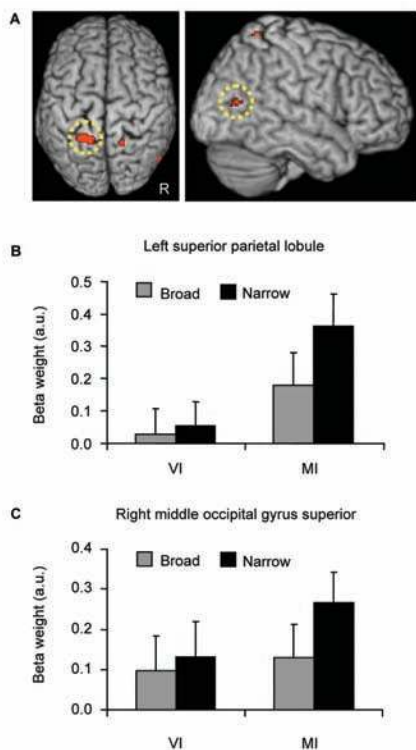 A
R
B
Left superior parietal lobule
Beta weight (a.u.)
0.5
0.4
0.3
0.2
0.1
0.0
Broad
Narrow
VI
MI
C
Right middle occipital gyrus superior
Beta weight (a.u.)
0.4
0.3
0.2
0.1
0
Broad
Narrow
VI
MI